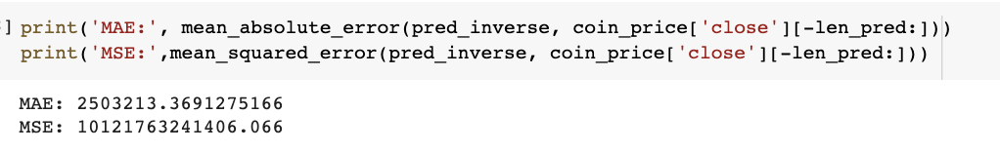 ] print('MAE:', mean_absolute_error(pred_inverse, coin_price['close'][-len_pred:]))
print('MSE:',mean_squared_error(pred_inverse, coin_price['close'][-len_pred:]))
MAE: 2503213.3691275166
MSE: 10121763241406.066